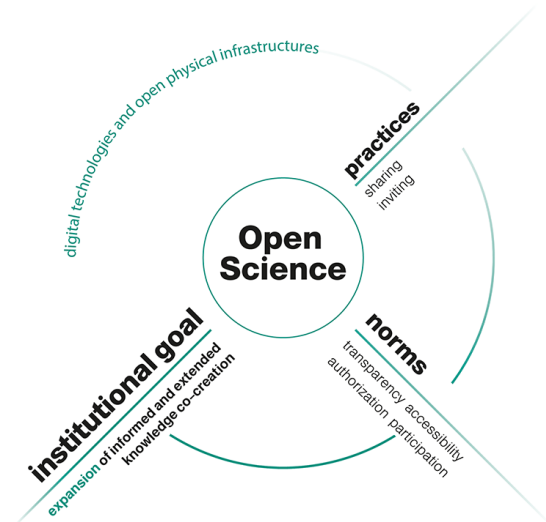 digital technologies and open physical infrastructures
practices
sharing
inviting
Open
Science
institutional goal
expansion of informed and extended
knowledge co-creation
norms
transparency accessibility
authorization participation